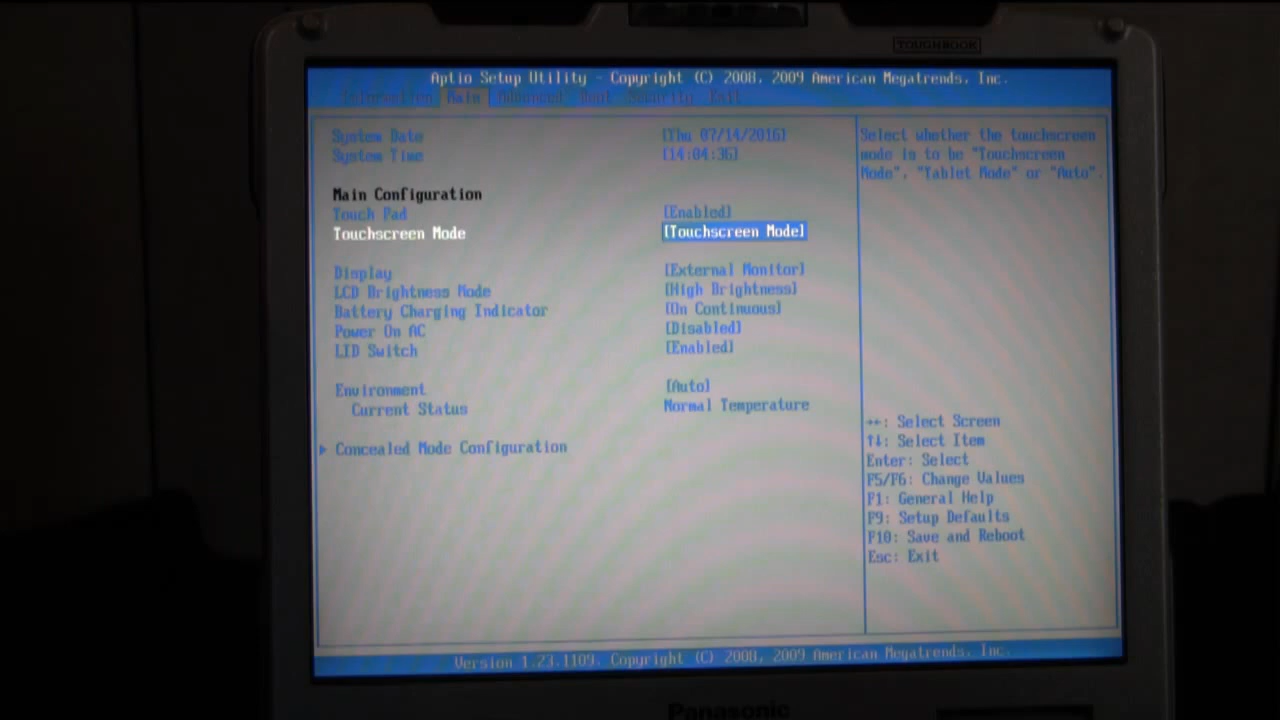 TOUGHBOOK
Aptio Setup Utility - Copyright (C) 2008, 2009 American Megatrends, Inc.
Information Main Advanced Boot Security Exit
System Date [Thu 07/14/2016]
System Time [14:04:36]
Main Configuration
Touch Pad [Enabled]
Touchscreen Mode [Touchscreen Mode]
Display [External Monitor]
LCD Brightness Mode [High Brightness]
Battery Charging Indicator [On Continuous]
Power On AC [Disabled]
LID Switch [Enabled]
Environment [Auto]
Current Status Normal Temperature
Concealed Mode Configuration
Select whether the touchscreen
mode is to be "Touchscreen
Mode", "Tablet Mode" or "Auto".
→←: Select Screen
↑↓: Select Item
Enter: Select
F5/F6: Change Values
F1: General Help
F9: Setup Defaults
F10: Save and Reboot
Esc: Exit
Version 1.23.1109. Copyright (C) 2008, 2009 American Megatrends, Inc.
Panasonic